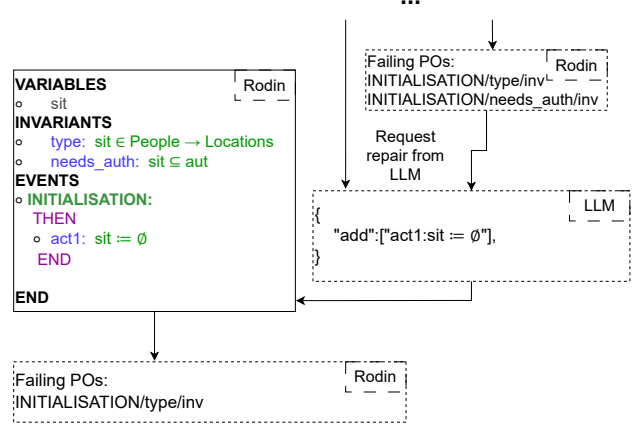 ...
Failing POs:
Rodin
INITIALISATION/type/inv
INITIALISATION/needs_auth/inv
VARIABLES
Rodin
sit
INVARIANTS
type: sit ∈ People → Locations
needs_auth: sit ⊆ aut
EVENTS
INITIALISATION:
THEN
act1: sit ≔ ∅
END
END
Request
repair from
LLM
LLM
{
"add":["act1:sit ≔ ∅"],
}
Failing POs:
Rodin
INITIALISATION/type/inv